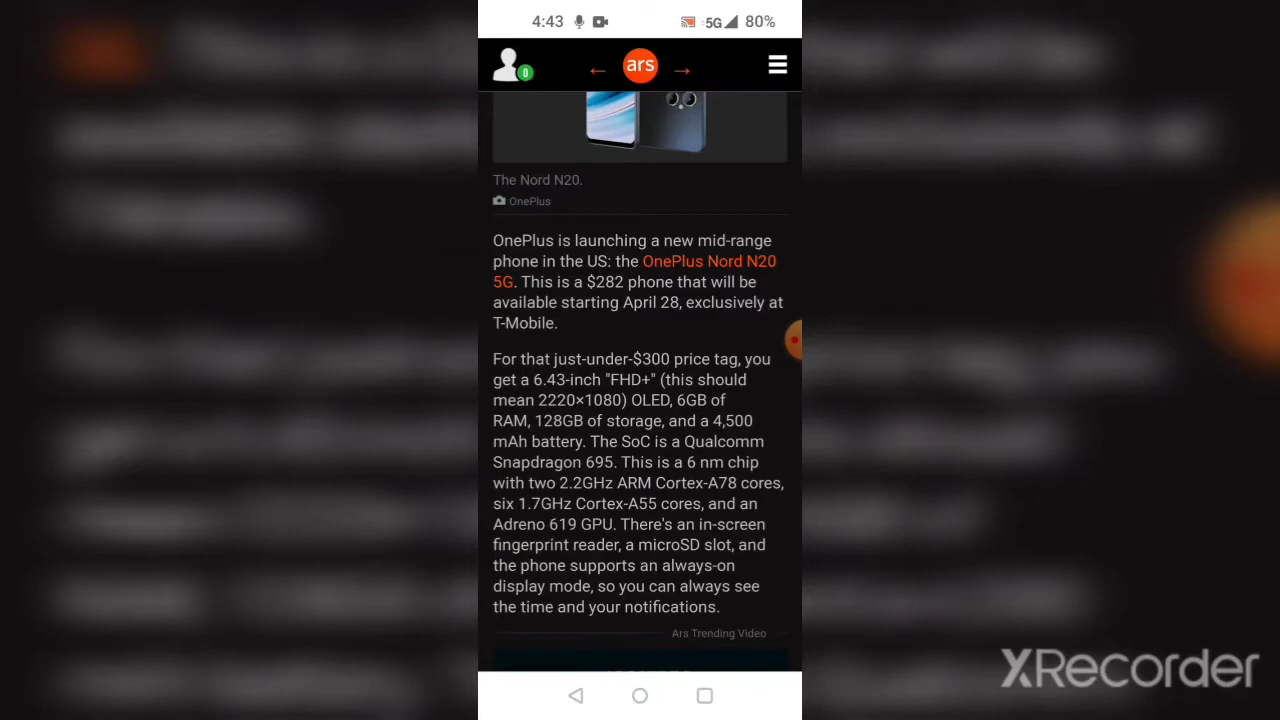 4:43 5G 80%
0 ← ars →
The Nord N20.
OnePlus
OnePlus is launching a new mid-range
phone in the US: the OnePlus Nord N20
5G. This is a $282 phone that will be
available starting April 28, exclusively at
T-Mobile.
For that just-under-$300 price tag, you
get a 6.43-inch "FHD+" (this should
mean 2220×1080) OLED, 6GB of
RAM, 128GB of storage, and a 4,500
mAh battery. The SoC is a Qualcomm
Snapdragon 695. This is a 6 nm chip
with two 2.2GHz ARM Cortex-A78 cores,
six 1.7GHz Cortex-A55 cores, and an
Adreno 619 GPU. There's an in-screen
fingerprint reader, a microSD slot, and
the phone supports an always-on
display mode, so you can always see
the time and your notifications.
Ars Trending Video
XRecorder